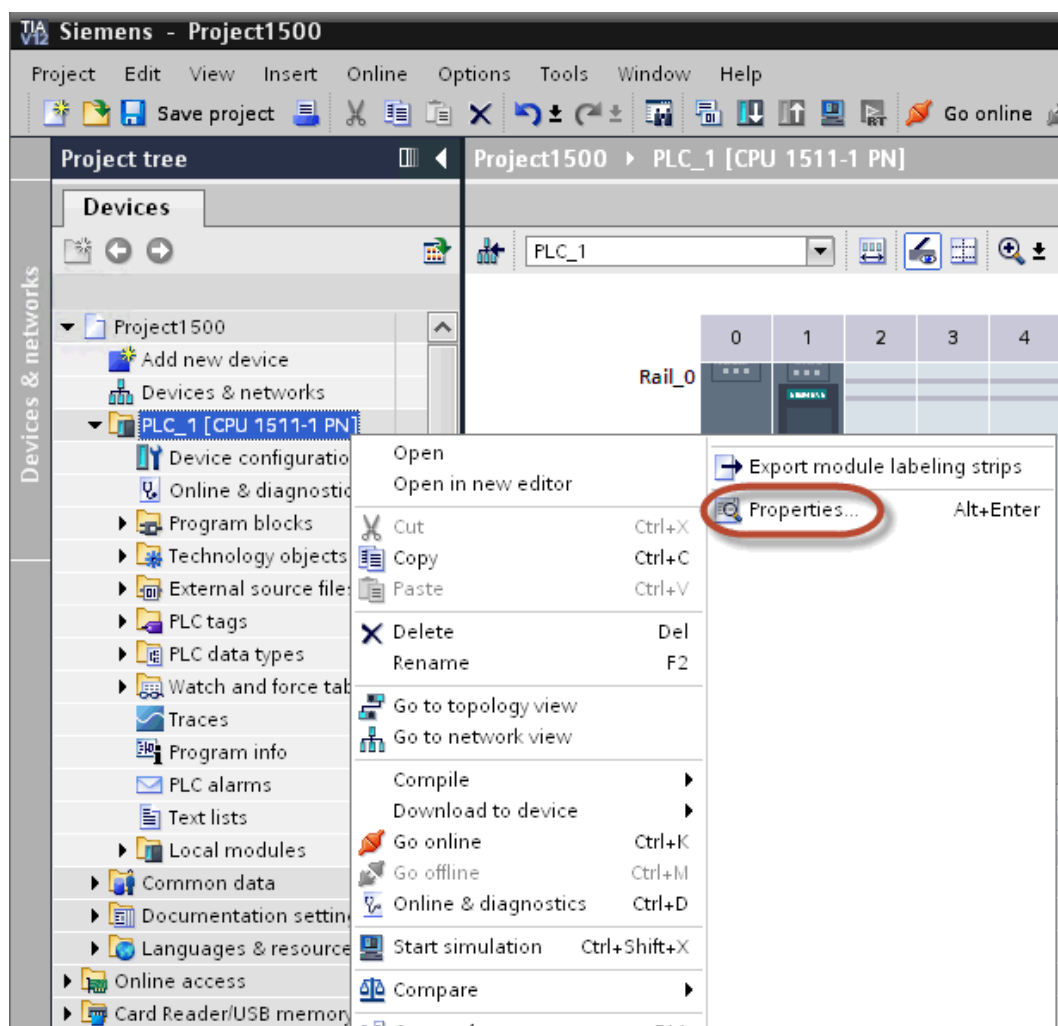 TIA V12 Siemens - Project1500
Project Edit View Insert Online Options Tools Window Help
Save project Go online
Project tree
Project1500 PLC_1 [CPU 1511-1 PN]
Devices
PLC_1
Devices & networks
Project1500
Add new device
Devices & networks
PLC_1 [CPU 1511-1 PN]
Device configuratio
Online & diagnostic
Program blocks
Technology objects
External source file
PLC tags
PLC data types
Watch and force tab
Traces
Program info
PLC alarms
Text lists
Local modules
Common data
Documentation settin
Languages & resource
Online access
Card Reader/USB memory
0 1 2 3 4
Rail_0
SIEMENS
Open
Open in new editor
Cut Ctrl+X
Copy Ctrl+C
Paste Ctrl+V
Delete Del
Rename F2
Go to topology view
Go to network view
Compile
Download to device
Go online Ctrl+K
Go offline Ctrl+M
Online & diagnostics Ctrl+D
Start simulation Ctrl+Shift+X
Compare
Export module labeling strips
Properties... Alt+Enter